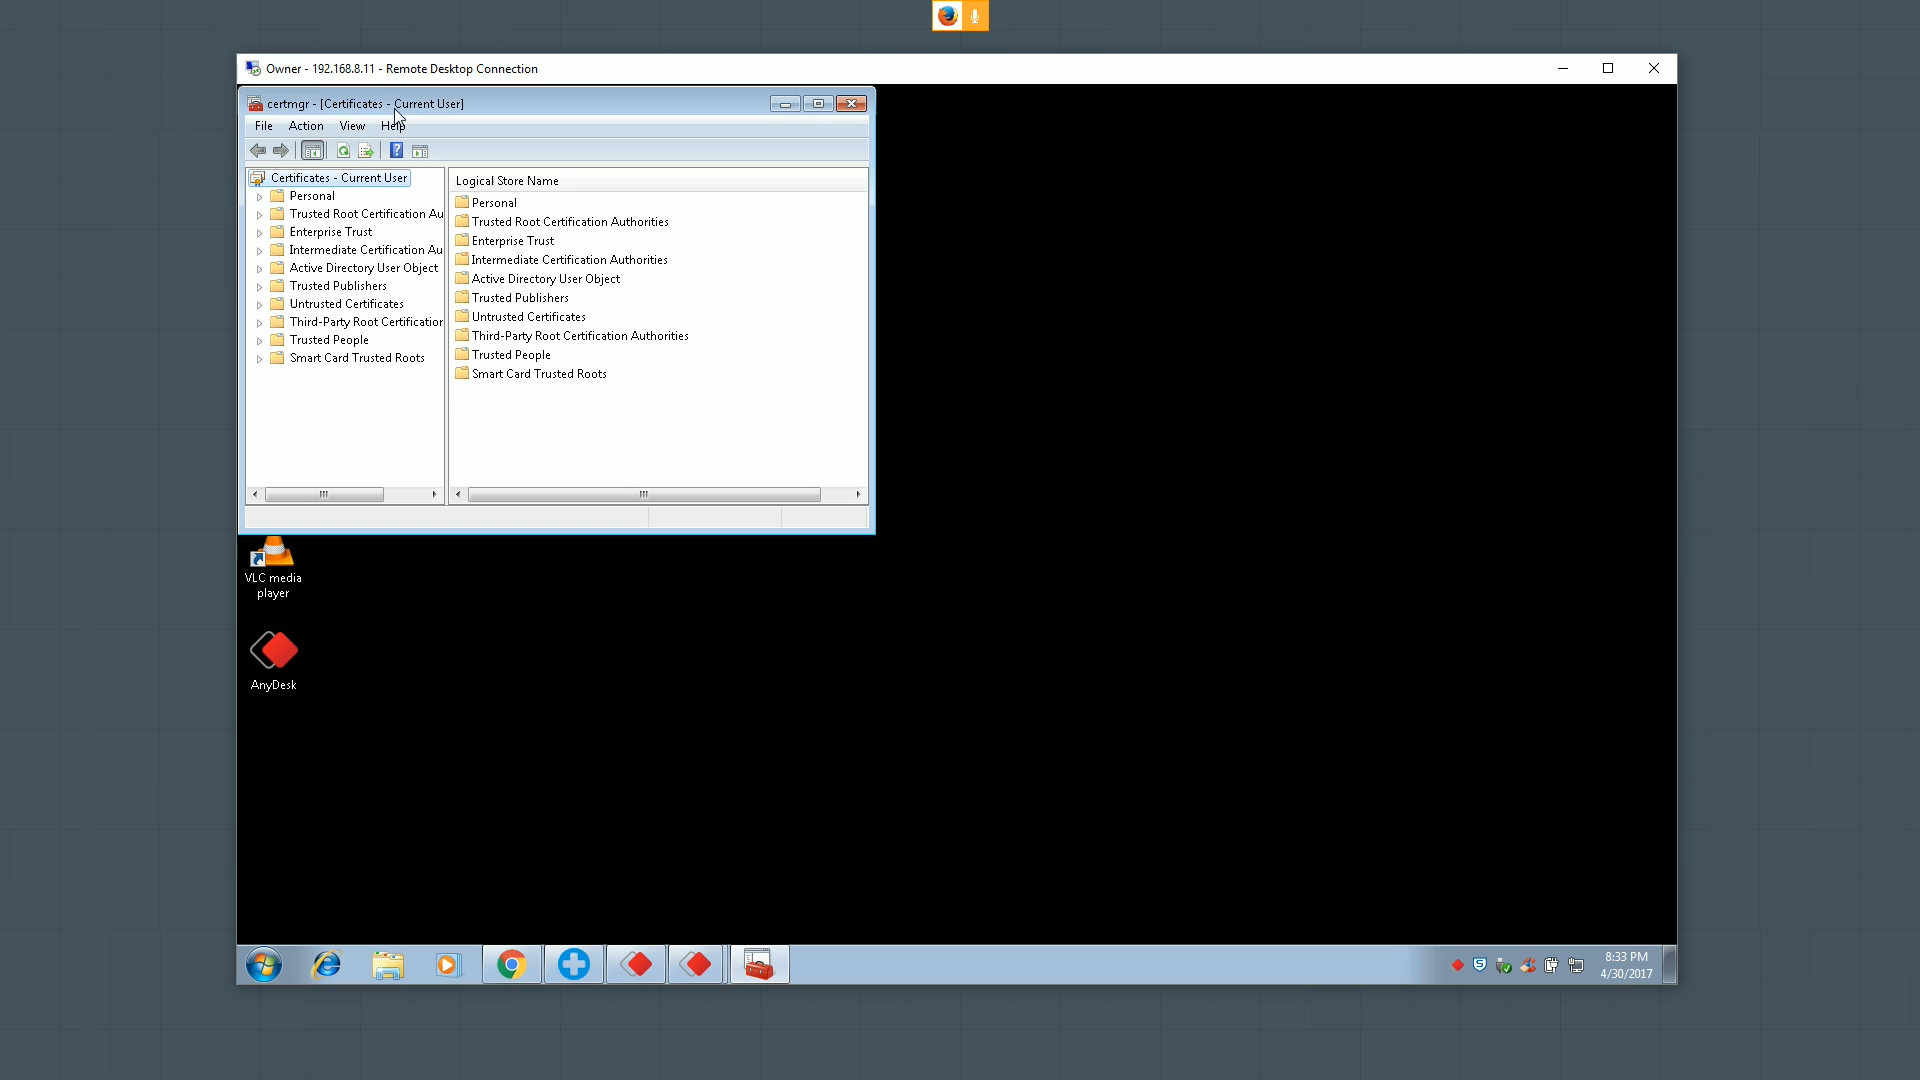 Owner - 192.168.8.11 - Remote Desktop Connection
certmgr - [Certificates - Current User]
File Action View Help
Certificates - Current User
Personal
Trusted Root Certification Au
Enterprise Trust
Intermediate Certification Au
Active Directory User Object
Trusted Publishers
Untrusted Certificates
Third-Party Root Certification
Trusted People
Smart Card Trusted Roots
Logical Store Name
Personal
Trusted Root Certification Authorities
Enterprise Trust
Intermediate Certification Authorities
Active Directory User Object
Trusted Publishers
Untrusted Certificates
Third-Party Root Certification Authorities
Trusted People
Smart Card Trusted Roots
VLC media
player
AnyDesk
8:33 PM
4/30/2017